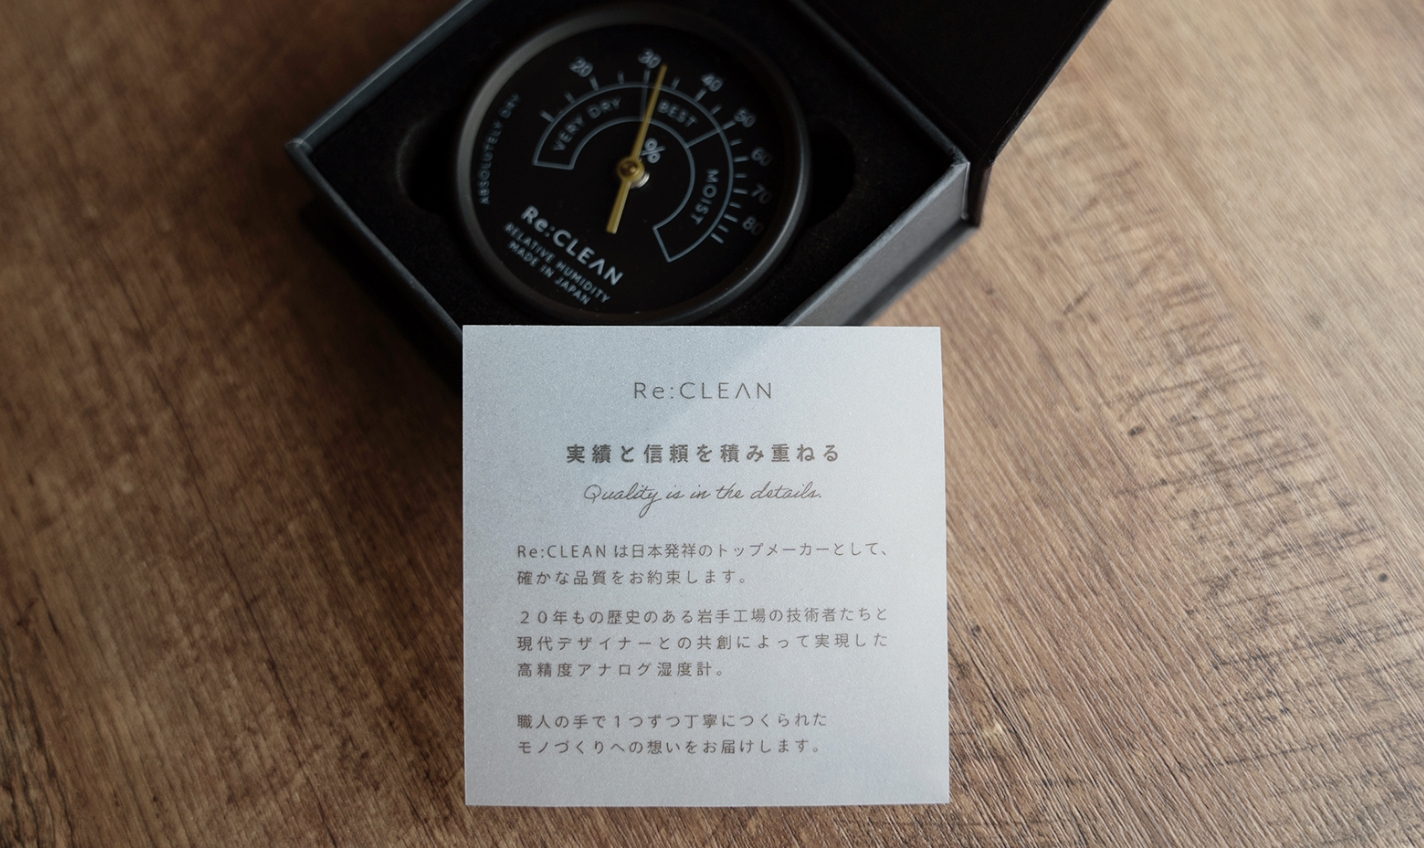 20
30
40
50
60
70
80
ABSOLUTELY DRY
VERY DRY
BEST
MOIST
%
Re:CLEAN
RELATIVE HUMIDITY
MADE IN JAPAN
Re:CLEAN
実績と信頼を積み重ねる
Quality is in the details.
Re:CLEAN は日本発祥のトップメーカーとして、
確かな品質をお約束します。
20年もの歴史のある岩手工場の技術者たちと
現代デザイナーとの共創によって実現した
高精度アナログ湿度計。
職人の手で1つずつ丁寧につくられた
モノづくりへの想いをお届けします。